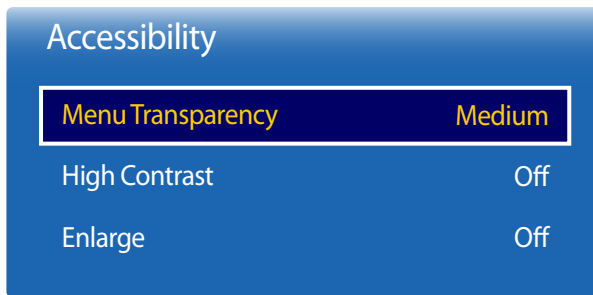 Accessibility
Menu Transparency Medium
High Contrast Off
Enlarge Off